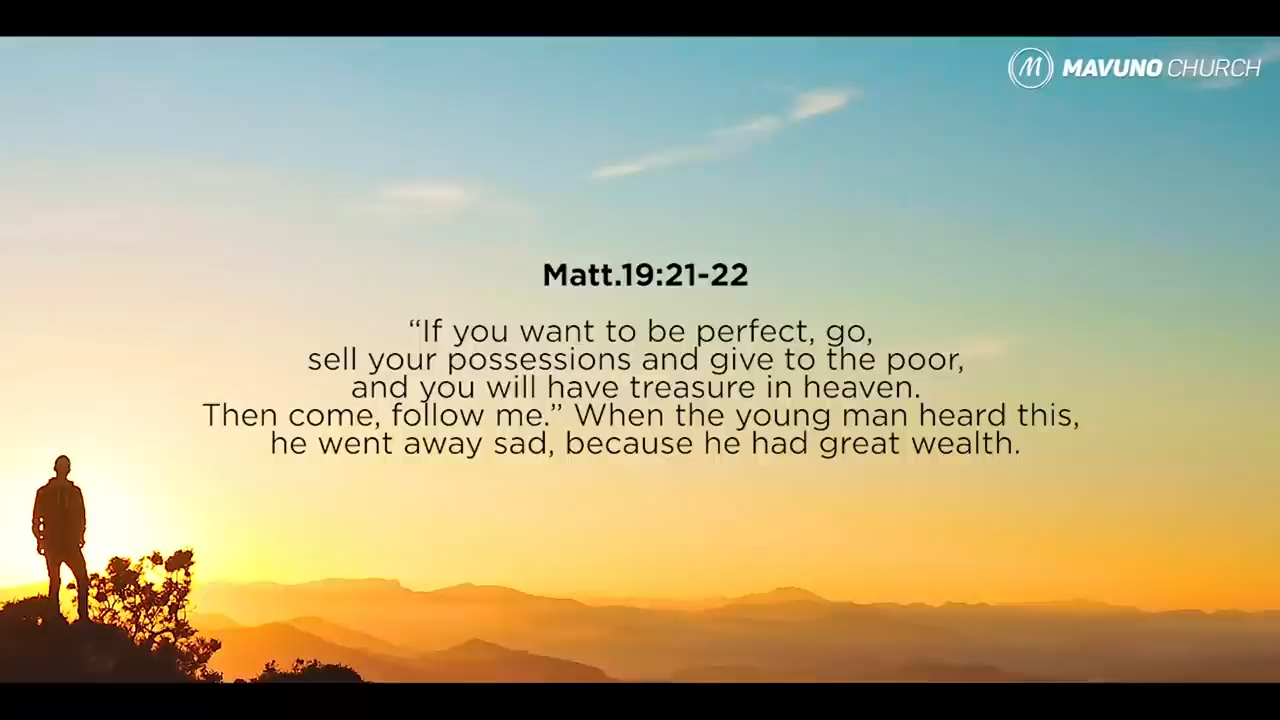 MAVUNO CHURCH
Matt.19:21-22
“If you want to be perfect, go,
sell your possessions and give to the poor,
and you will have treasure in heaven.
Then come, follow me.” When the young man heard this,
he went away sad, because he had great wealth.